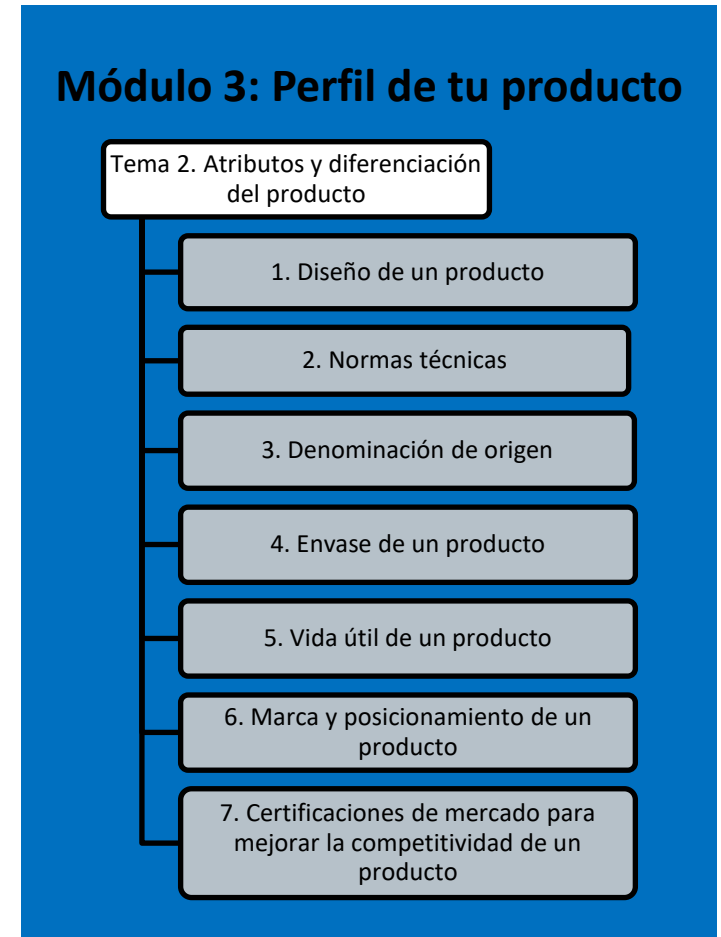 Módulo 3: Perfil de tu producto
Tema 2. Atributos y diferenciación
del producto
1. Diseño de un producto
2. Normas técnicas
3. Denominación de origen
4. Envase de un producto
5. Vida útil de un producto
6. Marca y posicionamiento de un
producto
7. Certificaciones de mercado para
mejorar la competitividad de un
producto